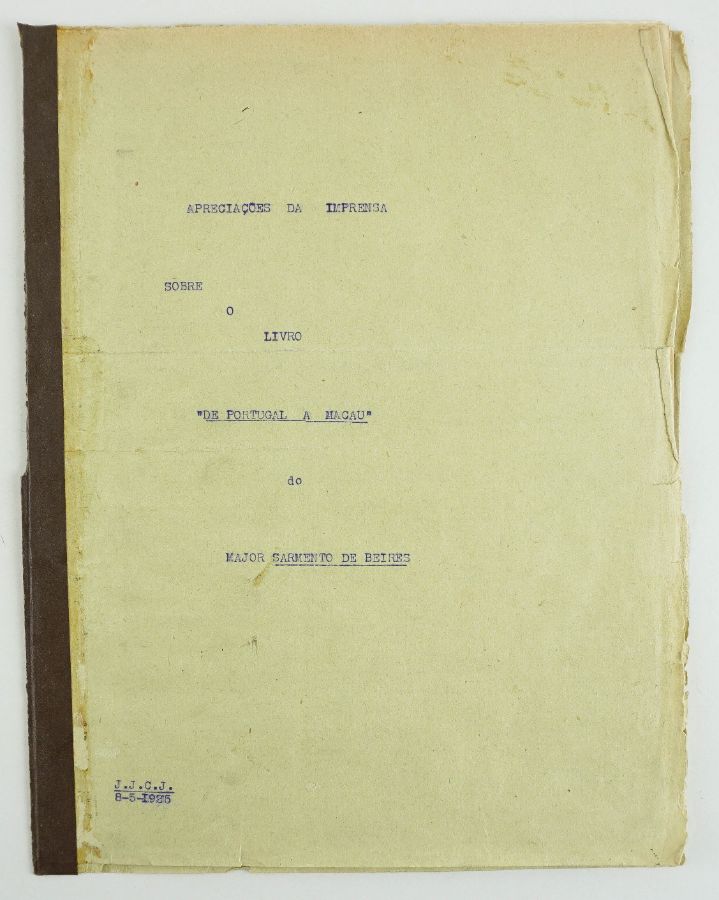 APRECIAÇÕES DA IMPRENSA
SOBRE
O
LIVRO
"DE PORTUGAL A MACAU"
do
MAJOR SARMENTO DE BEIRES
J.J.C.J.
8-5-1925